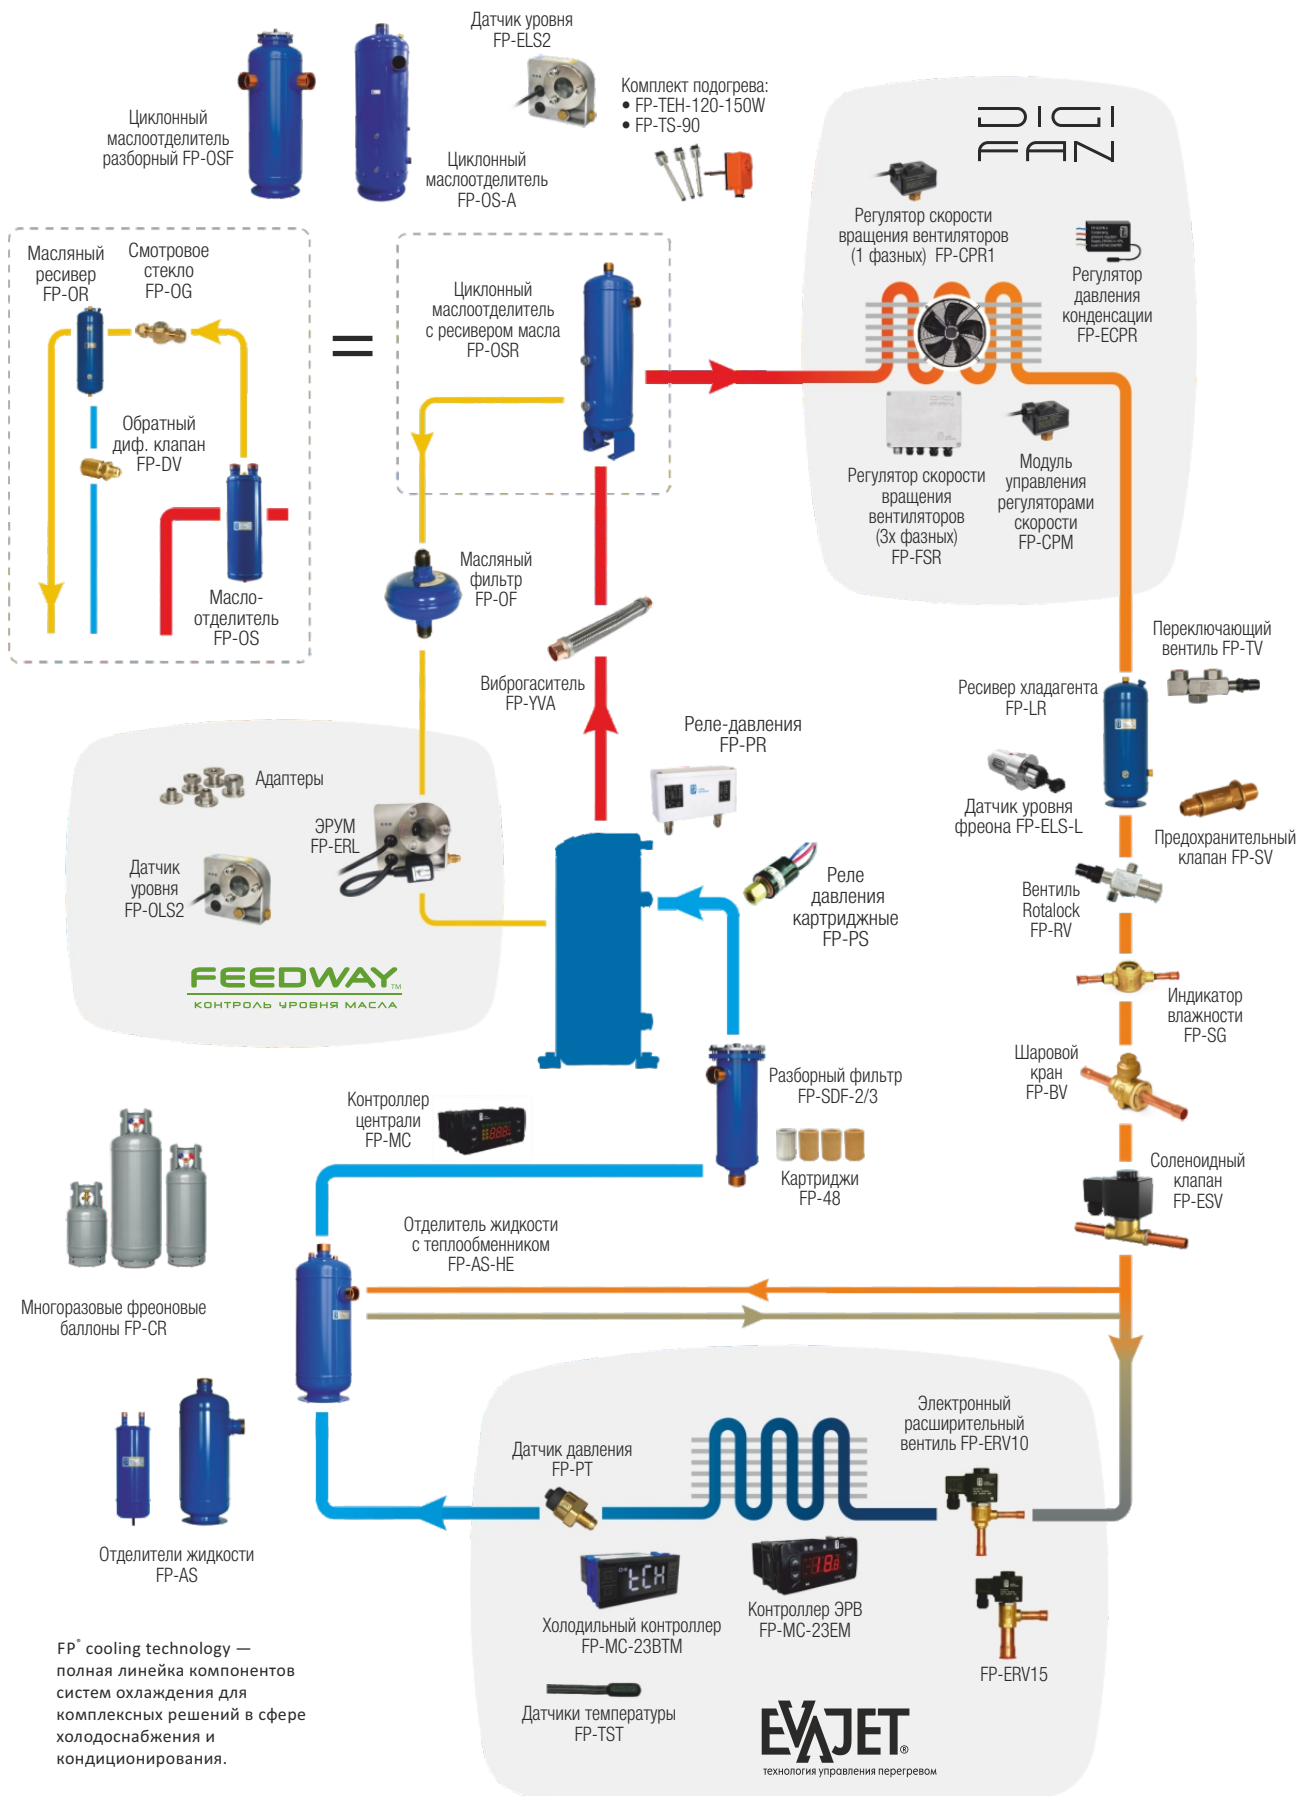 Датчик уровня
FP-ELS2
Комплект подогрева:
• FP-TEH-120-150W
• FP-TS-90
Циклонный
маслоотделитель
разборный FP-OSF
Циклонный
маслоотделитель
FP-OS-A
DIGI
FAN
Регулятор скорости
вращения вентиляторов
(1 фазных) FP-CPR1
Регулятор
давления
конденсации
FP-ECPR
Масляный
ресивер
FP-OR
Смотровое
стекло
FP-OG
=
Циклонный
маслоотделитель
с ресивером масла
FP-OSR
Обратный
диф. клапан
FP-DV
Регулятор скорости
вращения
вентиляторов
(3х фазных)
FP-FSR
Модуль
управления
регуляторами
скорости
FP-CPM
Масло-
отделитель
FP-OS
Масляный
фильтр
FP-OF
Виброгаситель
FP-YVA
Переключающий
вентиль FP-TV
Ресивер хладагента
FP-LR
Реле-давления
FP-PR
Адаптеры
ЭРУМ
FP-ERL
Датчик
уровня
FP-OLS2
FEEDWAY TM
КОНТРОЛЬ УРОВНЯ МАСЛА
Реле
давления
картриджные
FP-PS
Датчик уровня
фреона FP-ELS-L
Предохранительный
клапан FP-SV
Вентиль
Rotalock
FP-RV
Индикатор
влажности
FP-SG
Шаровой
кран
FP-BV
Разборный фильтр
FP-SDF-2/3
Контроллер
централи
FP-MC
Картриджи
FP-48
Соленоидный
клапан
FP-ESV
Отделитель жидкости
с теплообменником
FP-AS-HE
Многоразовые фреоновые
баллоны FP-CR
Электронный
расширительный
вентиль FP-ERV10
Датчик давления
FP-PT
Отделители жидкости
FP-AS
Холодильный контроллер
FP-MC-23BTM
Контроллер ЭРВ
FP-MC-23EM
FP-ERV15
Датчики температуры
FP-TST
EVAJET®
технология управления перегревом
FP® cooling technology —
полная линейка компонентов
систем охлаждения для
комплексных решений в сфере
холодоснабжения и
кондиционирования.